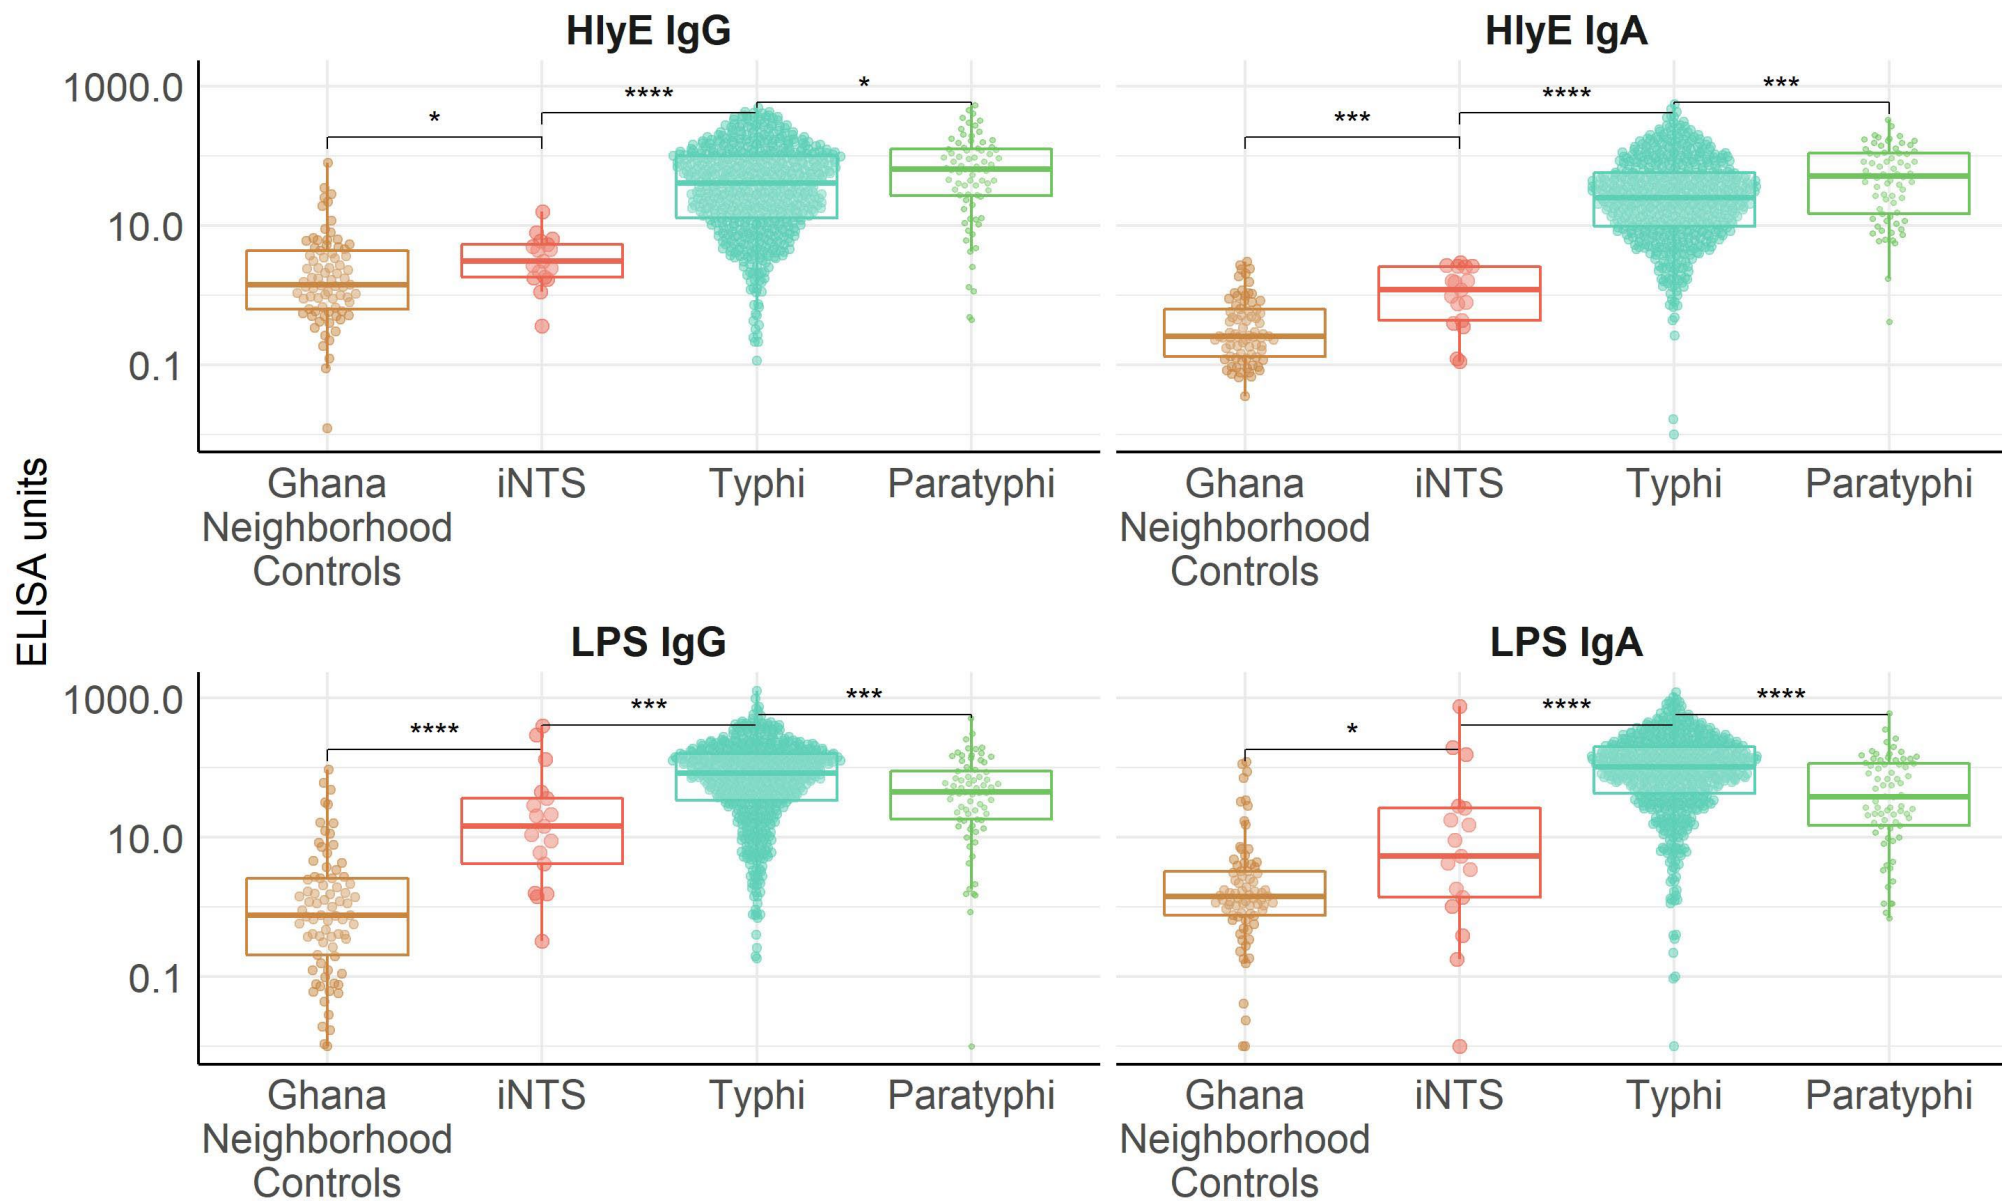 HlyE IgG
HlyE IgA
1000.0
* **** *
*** **** ***
10.0
0.1
Ghana iNTS Typhi Paratyphi
Neighborhood
Controls
Ghana iNTS Typhi Paratyphi
Neighborhood
Controls
ELISA units
LPS IgG
LPS IgA
1000.0
**** *** ***
* **** ****
10.0
0.1
Ghana iNTS Typhi Paratyphi
Neighborhood
Controls
Ghana iNTS Typhi Paratyphi
Neighborhood
Controls